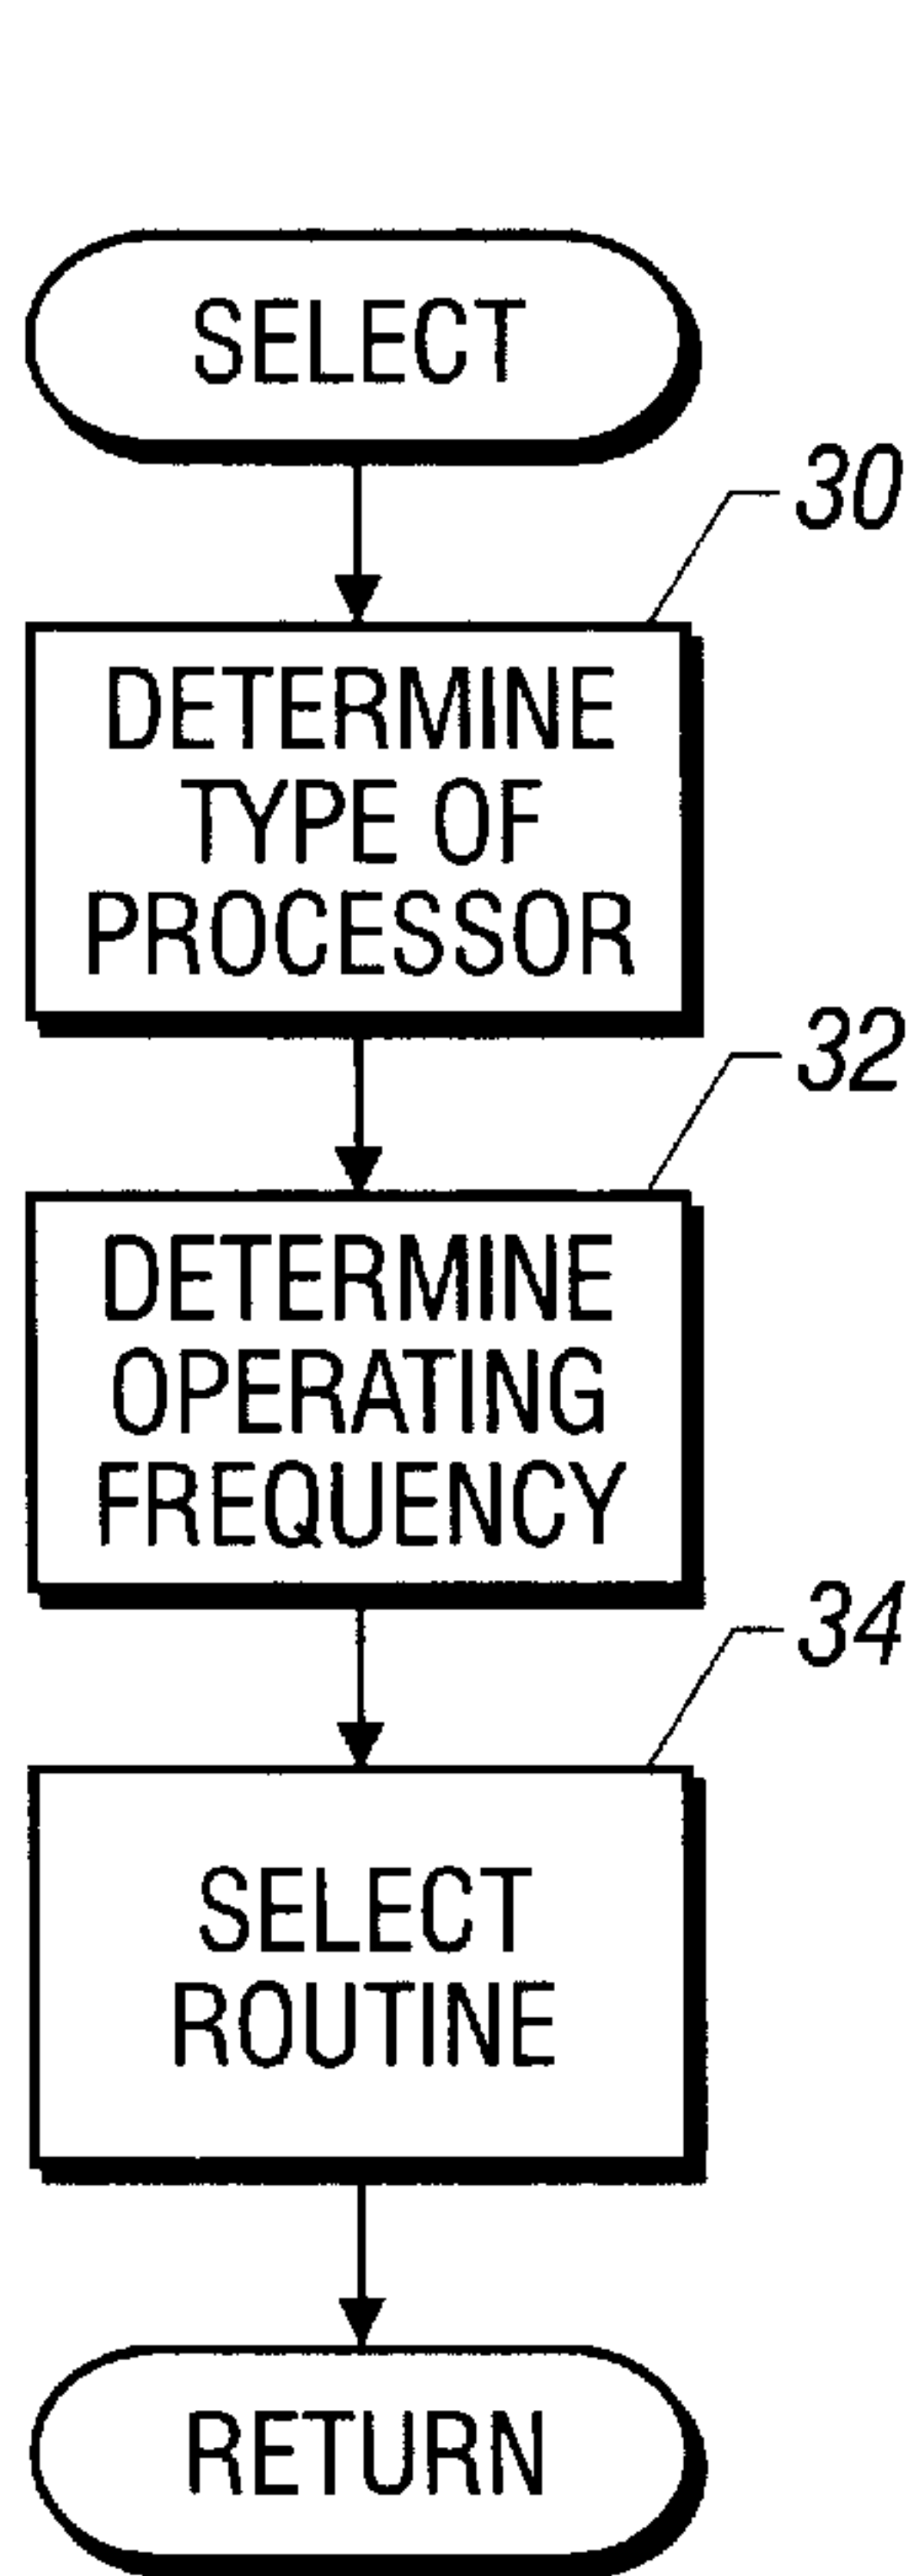 SELECT
30
DETERMINE
TYPE OF
PROCESSOR
32
DETERMINE
OPERATING
FREQUENCY
34
SELECT
ROUTINE
RETURN